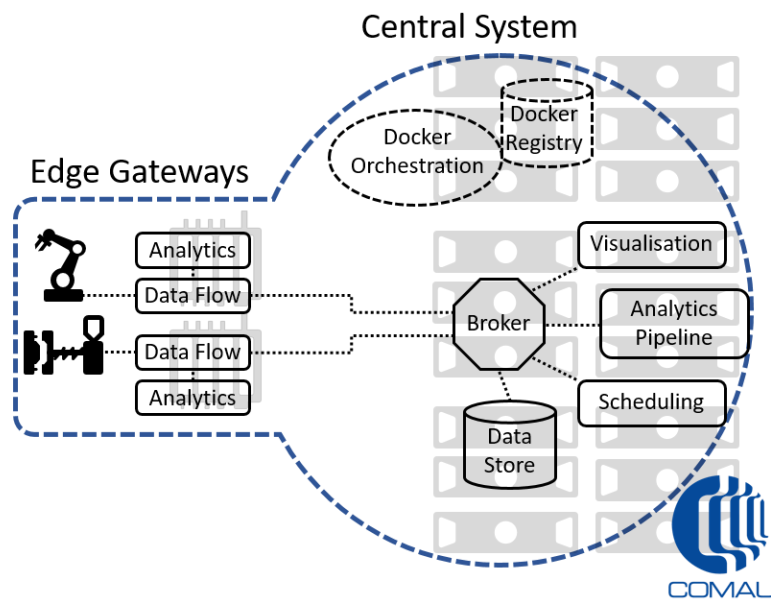 Central System
Docker
Registry
Docker
Orchestration
Edge Gateways
Analytics
Data Flow
Data Flow
Analytics
Broker
Visualisation
Analytics
Pipeline
Scheduling
Data
Store
COMAU